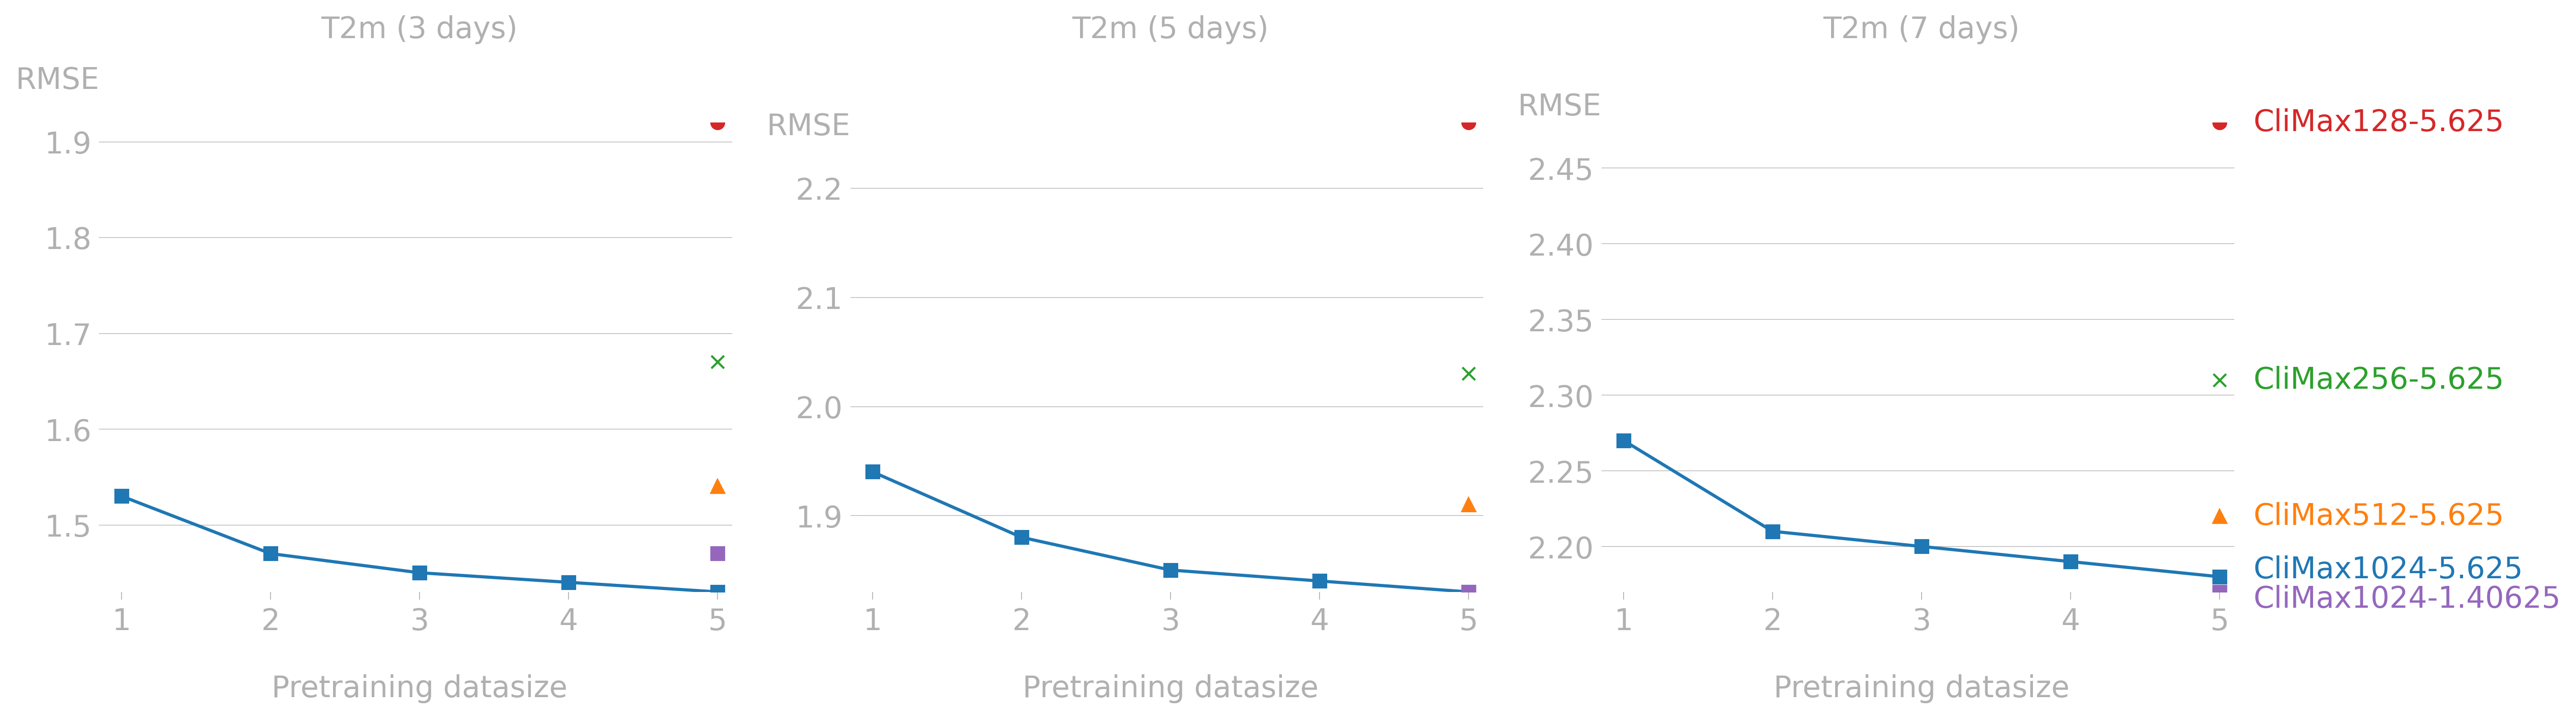 T2m (3 days)
RMSE
1.9
1.8
1.7
1.6
1.5
1 2 3 4 5
Pretraining datasize
T2m (5 days)
RMSE
2.2
2.1
2.0
1.9
1 2 3 4 5
Pretraining datasize
T2m (7 days)
RMSE
2.45
2.40
2.35
2.30
2.25
2.20
1 2 3 4 5
Pretraining datasize
CliMax128-5.625
CliMax256-5.625
CliMax512-5.625
CliMax1024-5.625
CliMax1024-1.40625